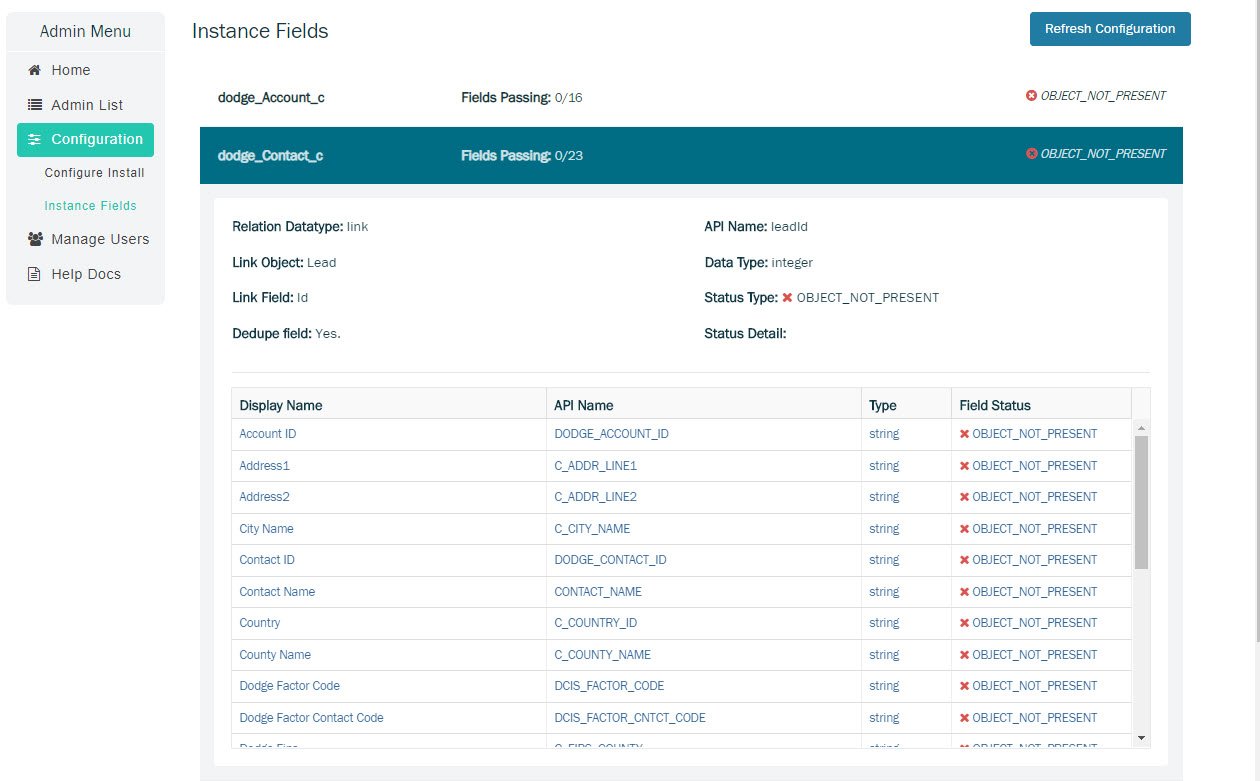 Admin Menu
Home
Admin List
Configuration
Configure Install
Instance Fields
Manage Users
Help Docs
Instance Fields
Refresh Configuration
dodge_Account_c Fields Passing: 0/16 OBJECT_NOT_PRESENT
dodge_Contact_c Fields Passing: 0/23 OBJECT_NOT_PRESENT
Relation Datatype: link API Name: leadId
Link Object: Lead Data Type: integer
Link Field: Id Status Type: OBJECT_NOT_PRESENT
Dedupe field: Yes. Status Detail:
Display Name API Name Type Field Status
Account ID DODGE_ACCOUNT_ID string OBJECT_NOT_PRESENT
Address1 C_ADDR_LINE1 string OBJECT_NOT_PRESENT
Address2 C_ADDR_LINE2 string OBJECT_NOT_PRESENT
City Name C_CITY_NAME string OBJECT_NOT_PRESENT
Contact ID DODGE_CONTACT_ID string OBJECT_NOT_PRESENT
Contact Name CONTACT_NAME string OBJECT_NOT_PRESENT
Country C_COUNTRY_ID string OBJECT_NOT_PRESENT
County Name C_COUNTY_NAME string OBJECT_NOT_PRESENT
Dodge Factor Code DCIS_FACTOR_CODE string OBJECT_NOT_PRESENT
Dodge Factor Contact Code DCIS_FACTOR_CNTCT_CODE string OBJECT_NOT_PRESENT
Dodge Fips C_FIPS_COUNTY string OBJECT_NOT_PRESENT